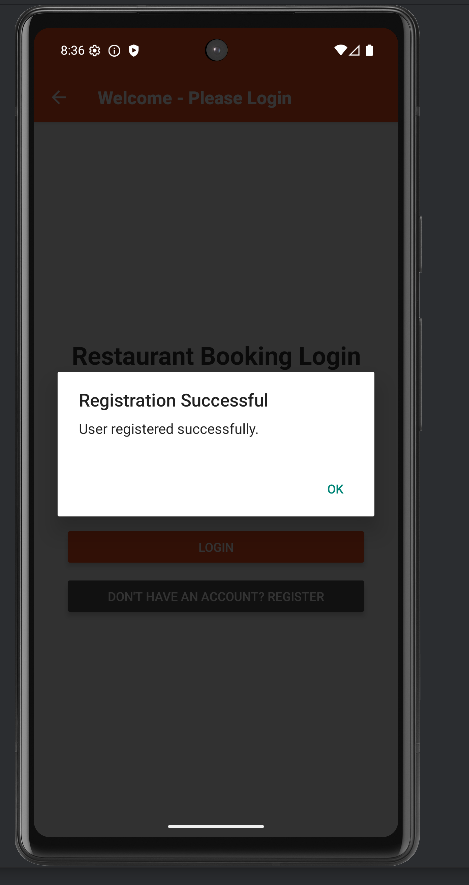 8:36
Welcome - Please Login
Restaurant Booking Login
Registration Successful
User registered successfully.
OK
LOGIN
DON'T HAVE AN ACCOUNT? REGISTER